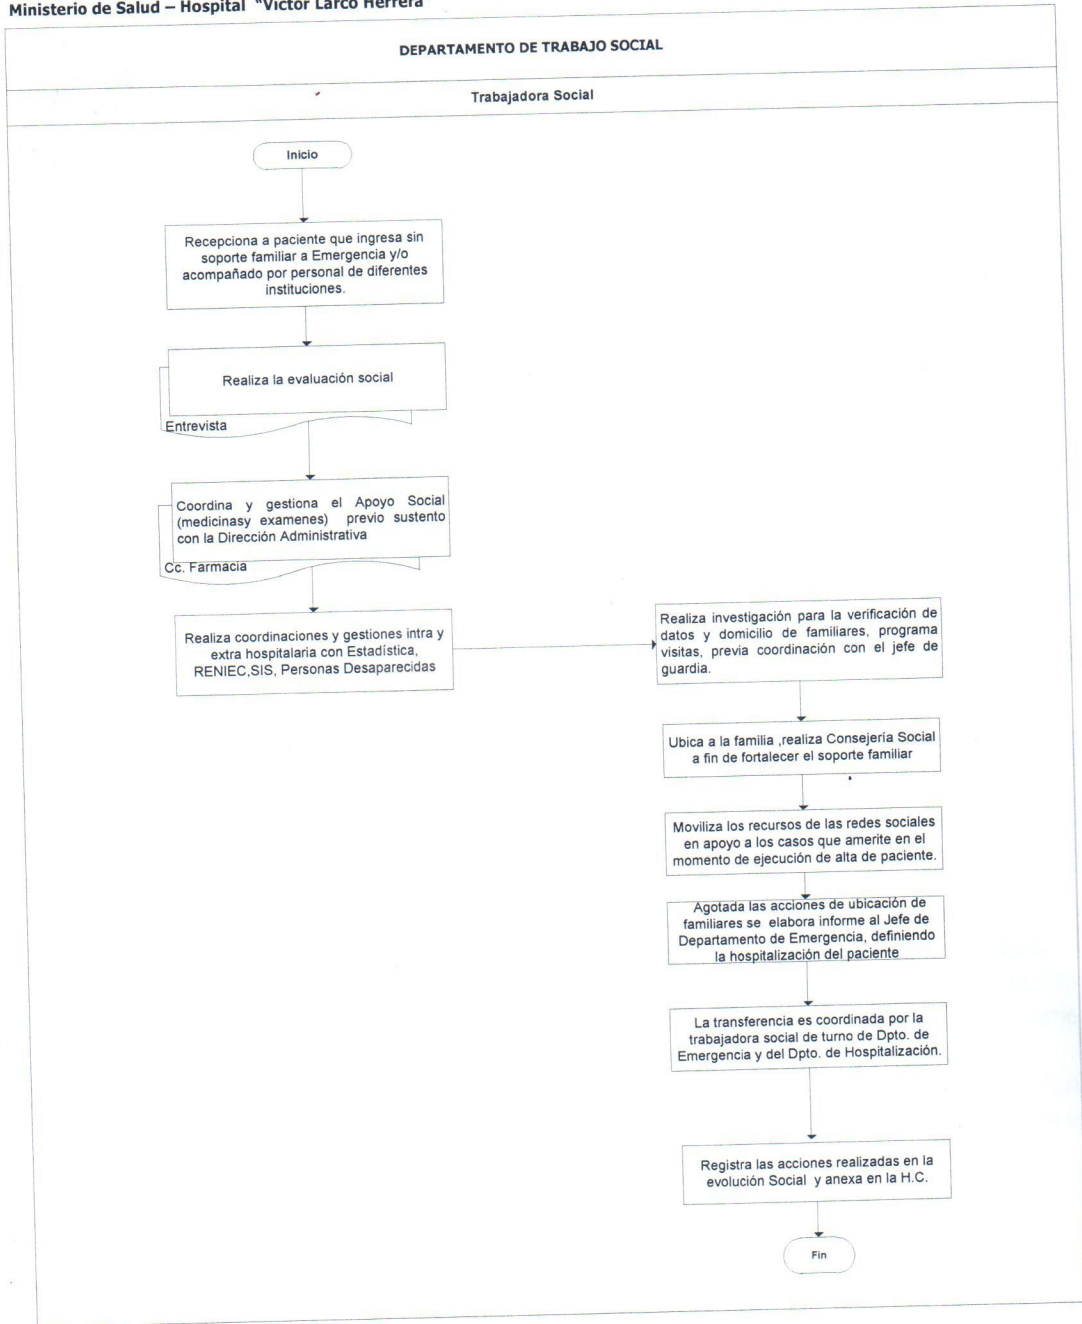 Ministerio de Salud – Hospital "Víctor Larco Herrera
DEPARTAMENTO DE TRABAJO SOCIAL
Trabajadora Social
Inicio
Recepciona a paciente que ingresa sin
soporte familiar a Emergencia y/o
acompañado por personal de diferentes
instituciones.
Realiza la evaluación social
Entrevista
Coordina y gestiona el Apoyo Social
(medicinasy examenes) previo sustento
con la Dirección Administrativa
Cc. Farmacia
Realiza coordinaciones y gestiones intra y
extra hospitalaria con Estadística,
RENIEC,SIS, Personas Desaparecidas
Realiza investigación para la verificación de
datos y domicilio de familiares, programa
visitas, previa coordinación con el jefe de
guardia.
Ubica a la familia ,realiza Consejería Social
a fin de fortalecer el soporte familiar
Moviliza los recursos de las redes sociales
en apoyo a los casos que amerite en el
momento de ejecución de alta de paciente.
Agotada las acciones de ubicación de
familiares se elabora informe al Jefe de
Departamento de Emergencia, definiendo
la hospitalización del paciente
La transferencia es coordinada por la
trabajadora social de turno de Dpto. de
Emergencia y del Dpto. de Hospitalización.
Registra las acciones realizadas en la
evolución Social y anexa en la H.C.
Fin